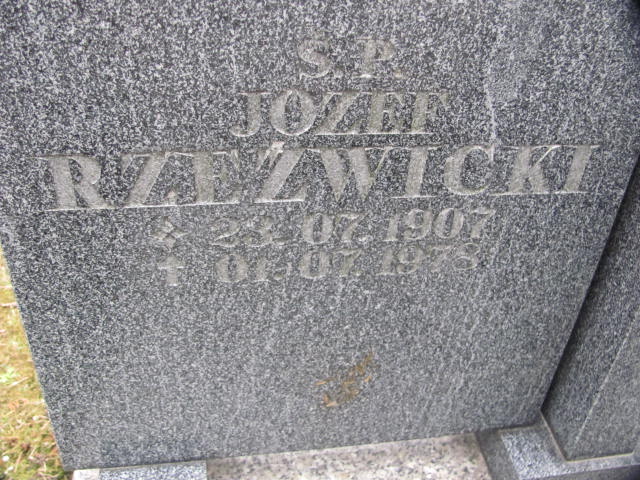 Ś.P.
JÓZEF
RZEŹWICKI
* 23.07.1907
† 01.07.1978